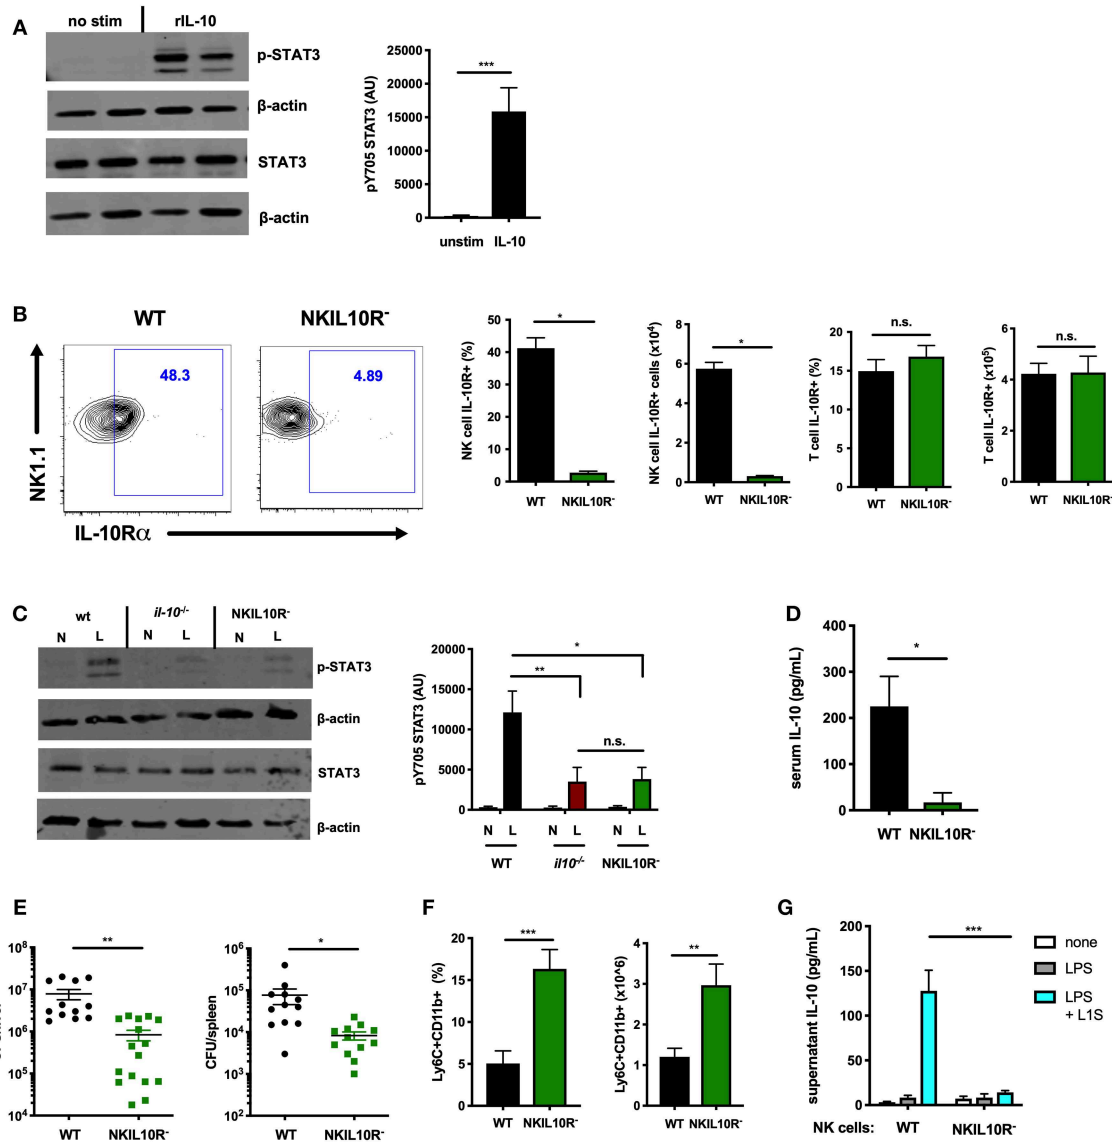 A
no stim
rIL-10
p-STAT3
β-actin
STAT3
β-actin
pY705 STAT3 (AU)
25000
20000
15000
10000
5000
0
***
unstim IL-10
B
WT
NKIL10R-
48.3
4.89
NK1.1
IL-10Rα
NK cell IL-10R+ (%)
50
40
30
20
10
0
*
WT NKIL10R-
NK cell IL-10R+ cells (x10⁴)
8
6
4
2
0
*
WT NKIL10R-
T cell IL-10R+ (%)
20
15
10
5
0
n.s.
WT NKIL10R-
T cell IL-10R+ (x10⁵)
6
4
2
0
n.s.
WT NKIL10R-
C
wt
il-10-/-
NKIL10R-
N L N L N L
p-STAT3
β-actin
STAT3
β-actin
pY705 STAT3 (AU)
20000
15000
10000
5000
0
*
**
n.s.
N L N L N L
WT il10-/- NKIL10R-
D
serum IL-10 (pg/mL)
400
300
200
100
0
*
WT NKIL10R-
E
10⁸
10⁷
10⁶
10⁵
10⁴
**
WT NKIL10R-
CFU/spleen
10⁶
10⁵
10⁴
10³
10²
*
WT NKIL10R-
F
Ly6C+CD11b+ (%)
20
15
10
5
0
***
WT NKIL10R-
Ly6C+CD11b+ (x10^6)
4
3
2
1
0
**
WT NKIL10R-
G
supernatant IL-10 (pg/mL)
200
150
100
50
0
***
none
LPS
LPS
+ L1S
NK cells: WT NKIL10R-